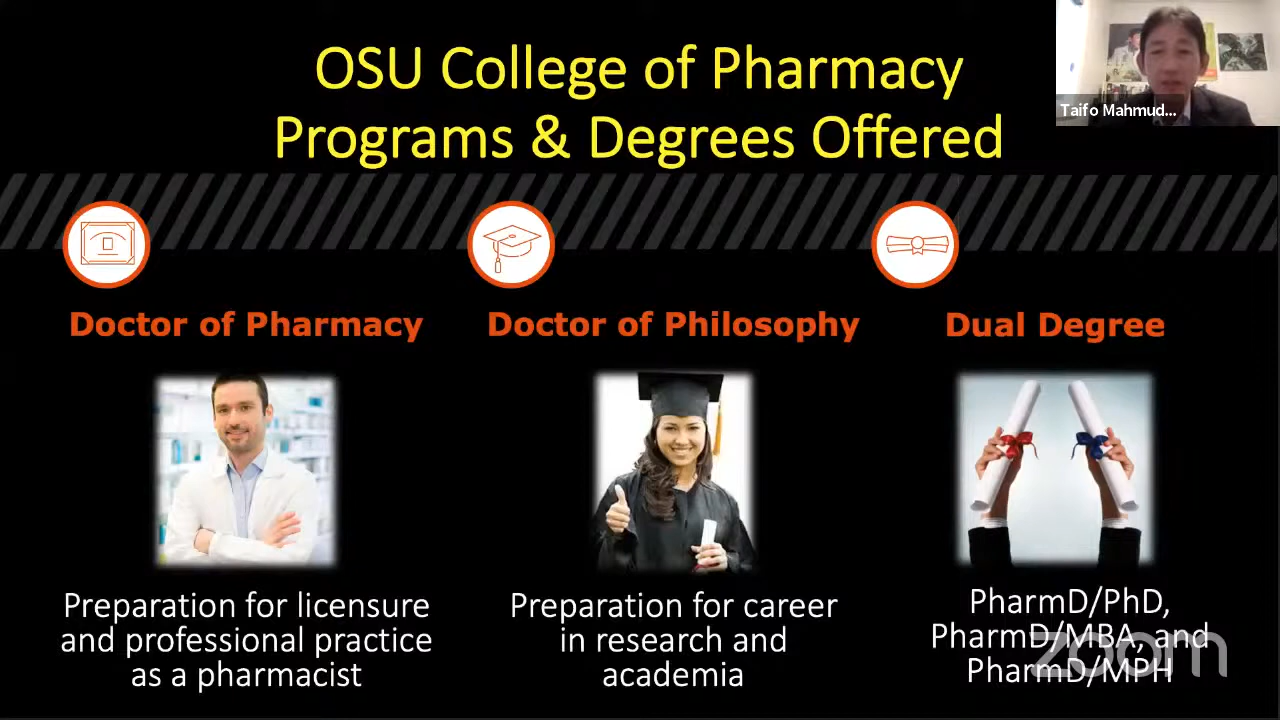 OSU College of Pharmacy
Programs & Degrees Offered
Taifo Mahmud...
Doctor of Pharmacy
Preparation for licensure
and professional practice
as a pharmacist
Doctor of Philosophy
Preparation for career
in research and
academia
Dual Degree
PharmD/PhD,
PharmD/MBA, and
PharmD/MPH
zoom